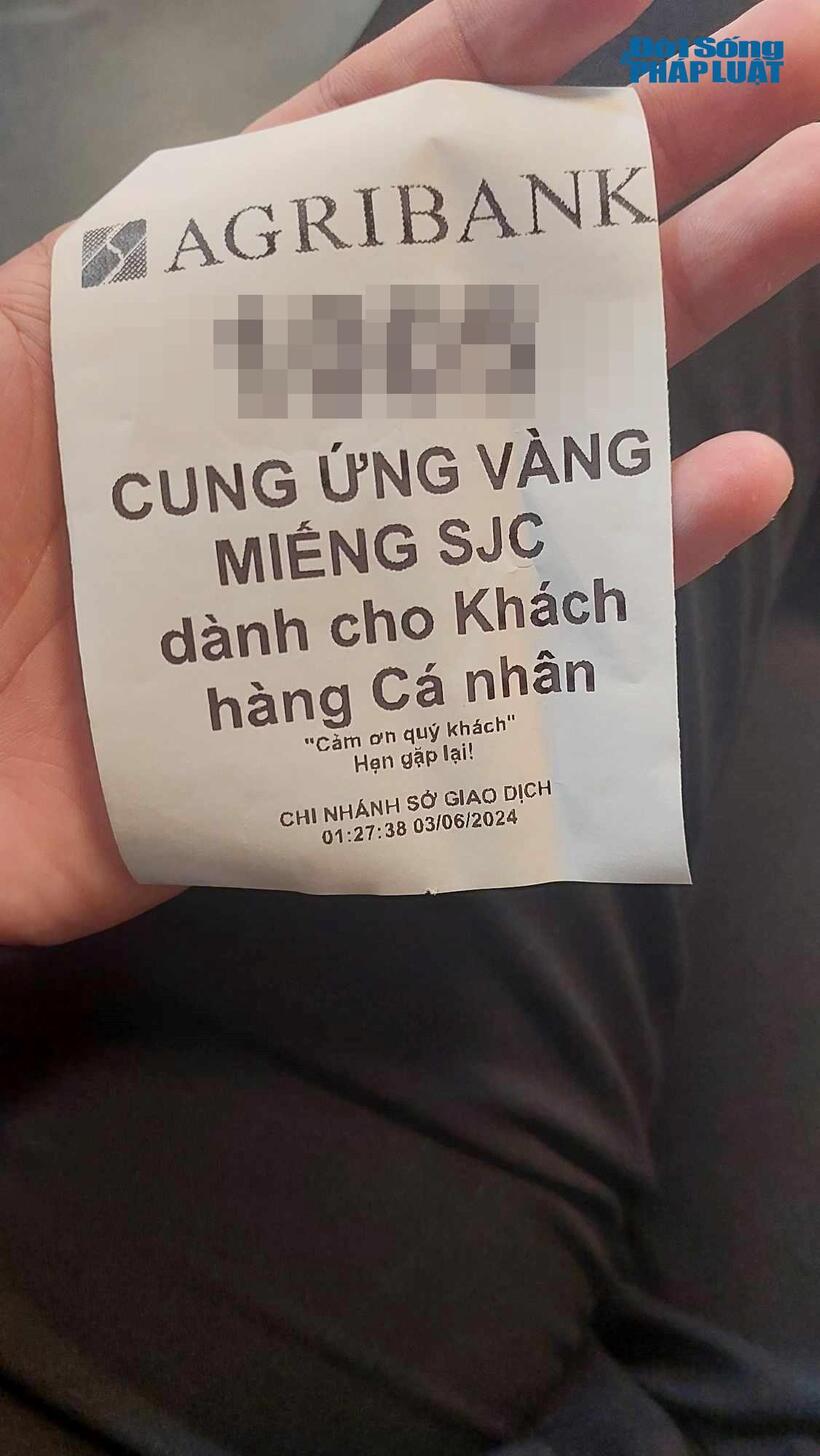 Đời Sống
PHÁP LUẬT
AGRIBANK
CUNG ỨNG VÀNG
MIẾNG SJC
dành cho Khách
hàng Cá nhân
"Cảm ơn quý khách"
Hẹn gặp lại!
CHI NHÁNH SỞ GIAO DỊCH
01:27:38 03/06/2024